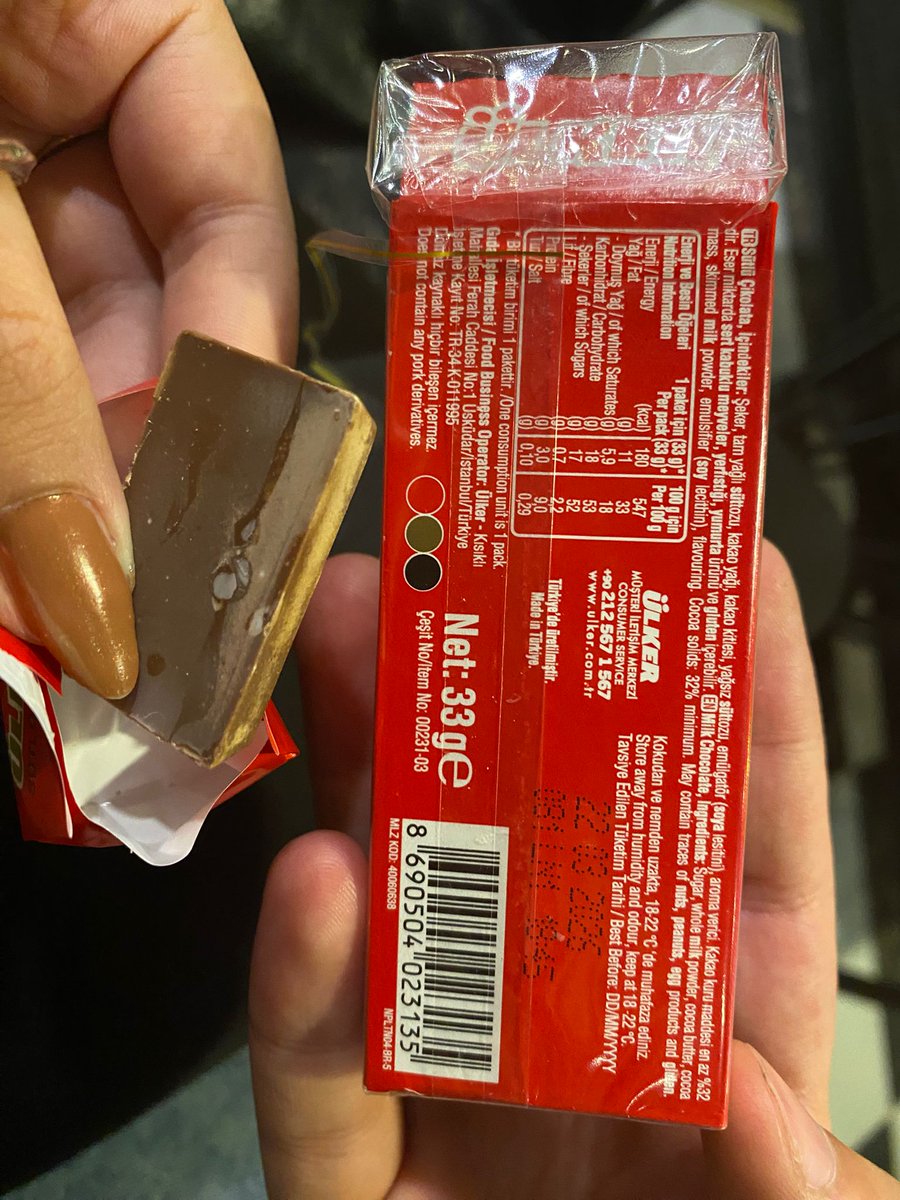 TR Sütlü Çikolata, İçindekiler: Şeker, tam yağlı süttozu, kakao yağı, kakao kitlesi, yağsız süttozu, emülgatör (soya lesitini), aroma verici. Kakao kuru maddesi en az %32
dir. Eser miktarda sert kabuklu meyveler, yerfıstığı, yumurta ürünü ve gluten içerebilir. EN Milk Chocolate, Ingredients: Sugar, whole milk powder, cocoa butter, cocoa
mass, skimmed milk powder, emulsifier (soy lecithin), flavouring. Cocoa solids: 32% minimum. May contain traces of nuts, peanuts, egg products and gluten.
Enerji ve Besin Öğeleri 1 paket için (33 g)* 100 g için
Nutrition Information Per pack (33 g)* Per 100 g
Enerji / Energy (kcal) 180 547
Yağ / Fat (g) 11 33
- Doymuş Yağ / of which Saturates (g) 5.9 18
Karbonhidrat / Carbohydrate (g) 18 53
- Şekerler / of which Sugars (g) 17 52
Lif / Fibre (g) 0.7 2.2
Protein (g) 3.0 9.0
Tuz / Salt (g) 0.10 0.29
* Bir tüketim birimi 1 pakettir. /One consumption unit is 1 pack
Gıda İşletmecisi / Food Business Operator: Ülker - Kısıklı
Mahallesi Ferah Caddesi No:1 Üsküdar/İstanbul/Türkiye
İşletme Kayıt No: TR-34-K-011995
Domuz kaynaklı hiçbir bileşen içermez.
Does not contain any pork derivatives.
ÜLKER
MÜŞTERİ İLETİŞİM MERKEZİ
CONSUMER SERVICE
+90 212 567 1 567
www.ulker.com.tr
Türkiye'de üretilmiştir.
Made in Türkiye.
Net: 33 g e
Çeşit No/Item No: 00231-03
Kokudan ve nemden uzakta, 18-22 °C 'de muhafaza ediniz.
Store away from humidity and odour, keep at 18-22 °C.
Tavsiye Edilen Tüketim Tarihi / Best Before: DD/MM/YYYY
8 690504 023135
MLZ KOD: 40060638
NPLTN04-BR-5